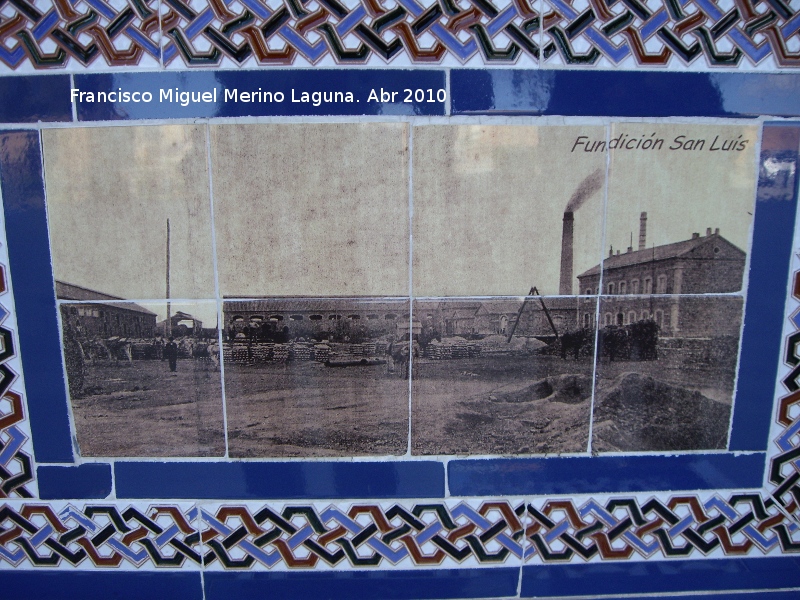 Francisco Miguel Merino Laguna. Abr 2010
Fundición San Luís